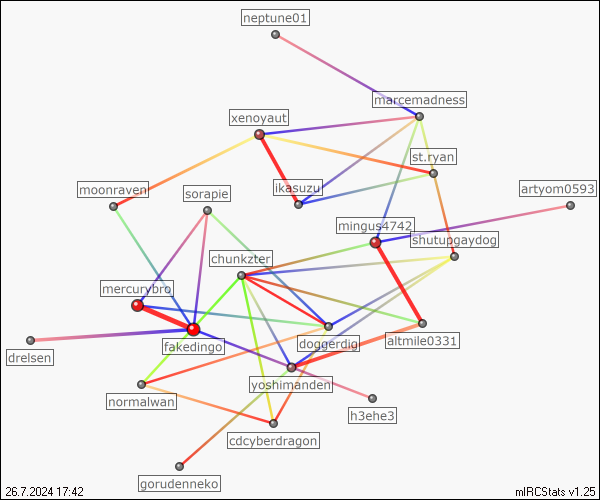 neptune01
marcemadness
xenoyaut
st.ryan
moonraven
sorapie
ikasuzu
artyom0593
mingus4742
shutupgaydog
chunkzter
mercurybro
fakedingo
doggerdig
altmile0331
drelsen
yoshimanden
normalwan
h3ehe3
cdcyberdragon
gorudenneko
26.7.2024 17:42
mIRCStats v1.25